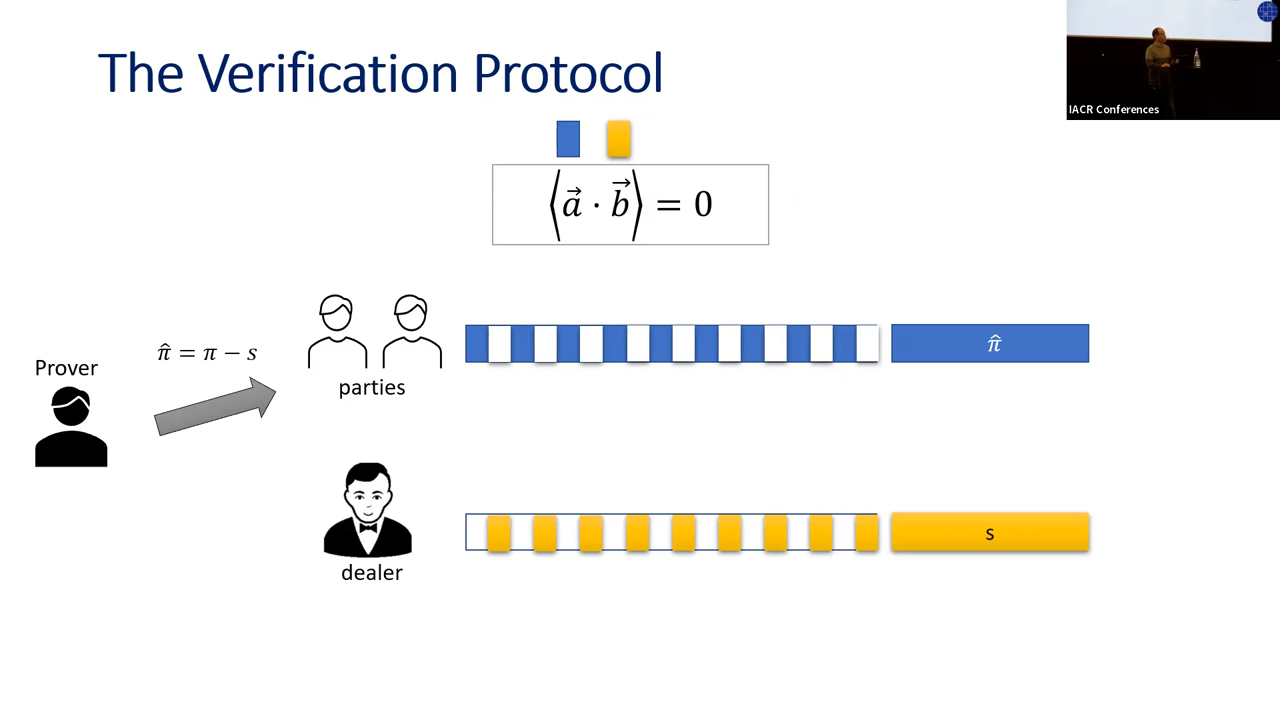 The Verification Protocol
IACR Conferences
⟨a⃗ · b⃗⟩ = 0
π̂ = π − s
Prover
parties
π̂
dealer
s